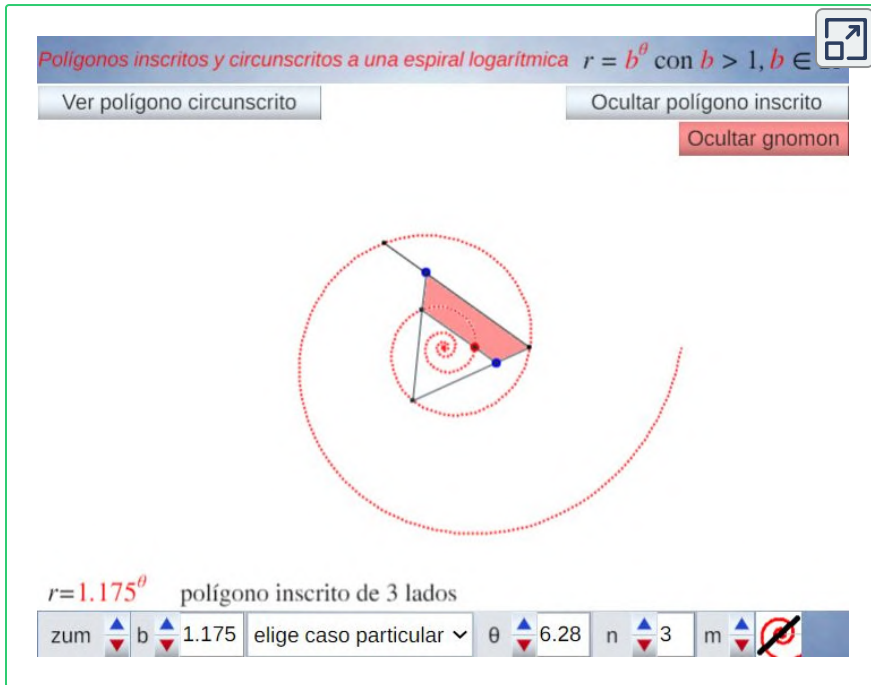 Polígonos inscritos y circunscritos a una espiral logarítmica r = b^θ con b > 1, b ∈
Ver polígono circunscrito Ocultar polígono inscrito
Ocultar gnomon
r=1.175^θ polígono inscrito de 3 lados
zum b 1.175 elige caso particular θ 6.28 n 3 m